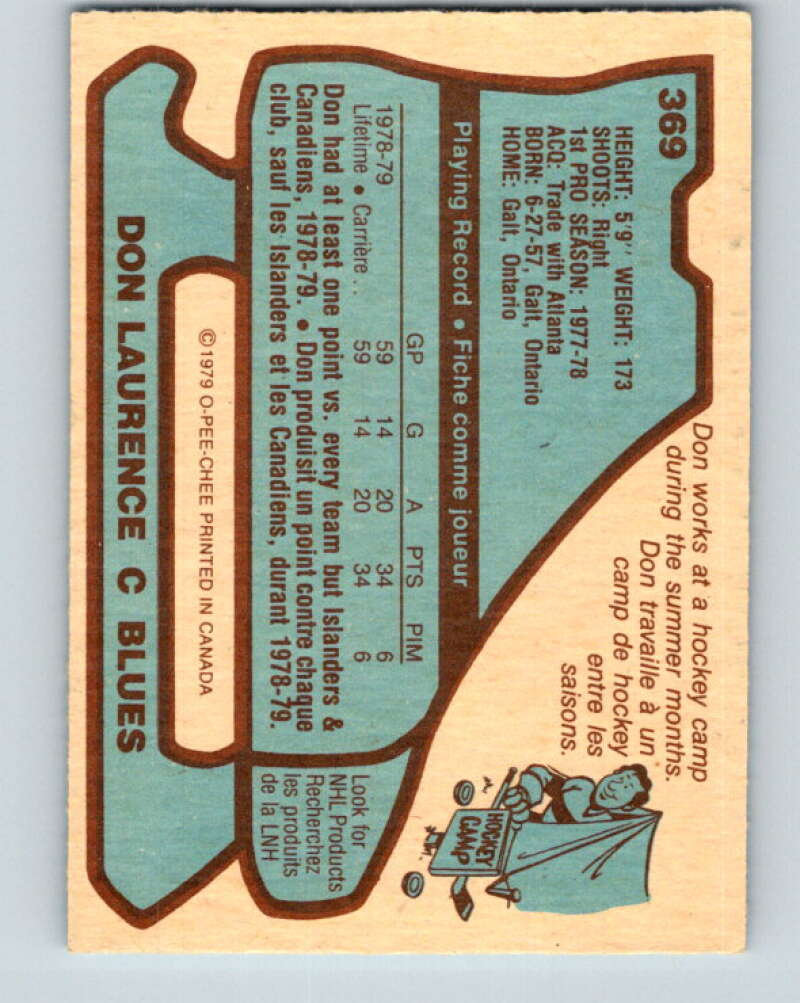 369
HEIGHT: 5'9" WEIGHT: 173
SHOOTS: Right
1st PRO SEASON: 1977-78
ACQ: Trade with Atlanta
BORN: 6-27-57, Galt, Ontario
HOME: Galt, Ontario
Don works at a hockey camp
during the summer months.
Don travaille à un
camp de hockey
entre les
saisons.
HOCKEY
CAMP
Playing Record • Fiche comme joueur
GP G A PTS PIM
1978-79 59 14 20 34 6
Lifetime • Carrière . . 59 14 20 34 6
Don had at least one point vs. every team but Islanders &
Canadiens, 1978-79. • Don produisit un point contre chaque
club, sauf les Islanders et les Canadiens, durant 1978-79.
Look for
NHL Products
Recherchez
les produits
de la LNH
©1979 O-PEE-CHEE PRINTED IN CANADA
DON LAURENCE C BLUES